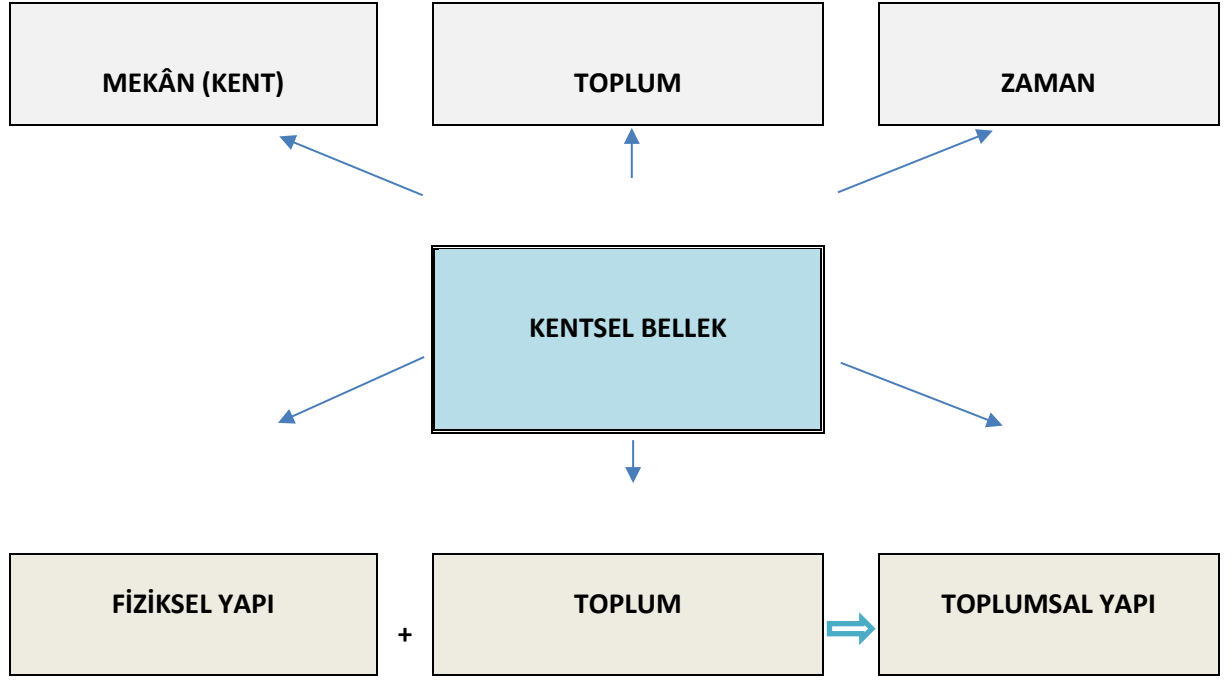 MEKÂN (KENT)
TOPLUM
ZAMAN
KENTSEL BELLEK
FİZİKSEL YAPI
+
TOPLUM
TOPLUMSAL YAPI